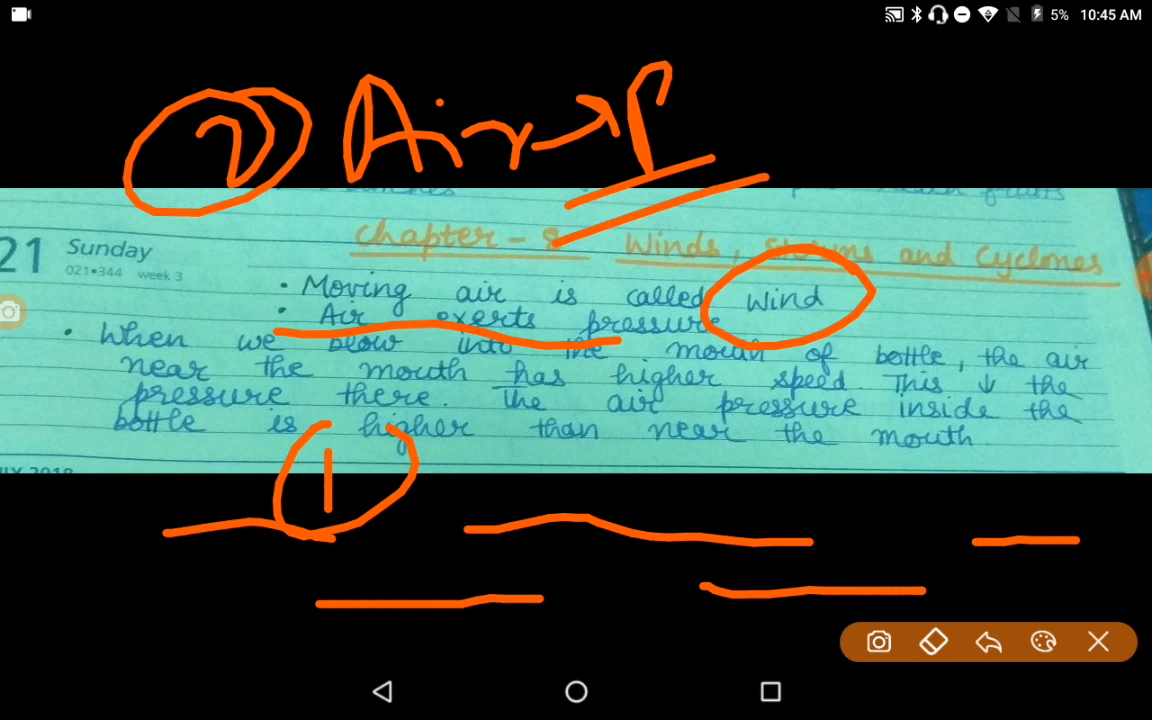 5% 10:45 AM
② Air→P
fruits
21 Sunday
021•344 week 3
Chapter - 8 Winds, Storms and Cyclones
• Moving air is called Wind
• Air exerts pressure
• When we blow into the mouth of bottle, the air
near the mouth has higher speed. This ↓ the
pressure there. The air pressure inside the
bottle is higher than near the mouth
①